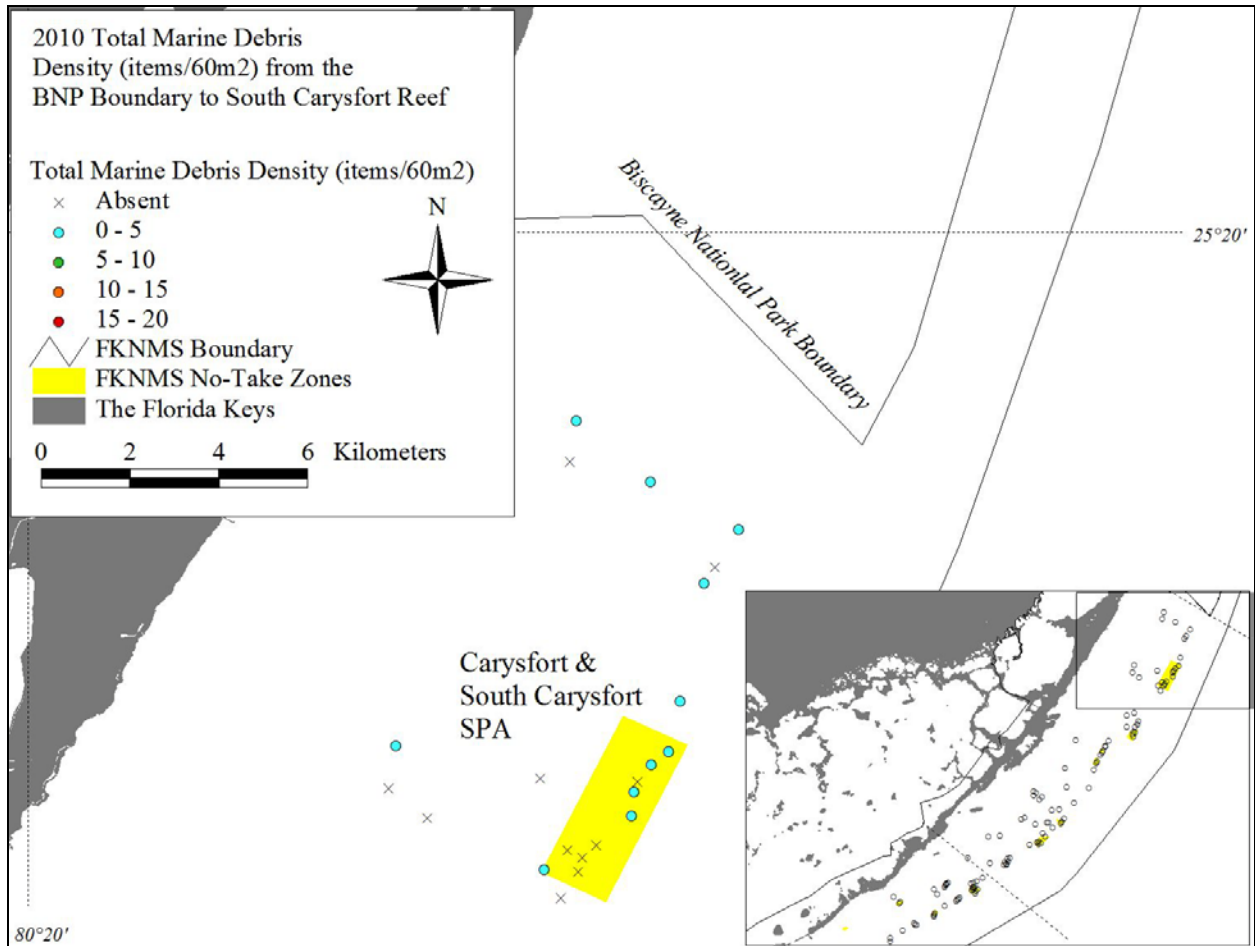 2010 Total Marine Debris
Density (items/60m2) from the
BNP Boundary to South Carysfort Reef
Total Marine Debris Density (items/60m2)
Absent
0 - 5
5 - 10
10 - 15
15 - 20
FKNMS Boundary
FKNMS No-Take Zones
The Florida Keys
0 2 4 6 Kilometers
N
Biscayne Nationlal Park Boundary
25°20'
Carysfort &
South Carysfort
SPA
80°20'